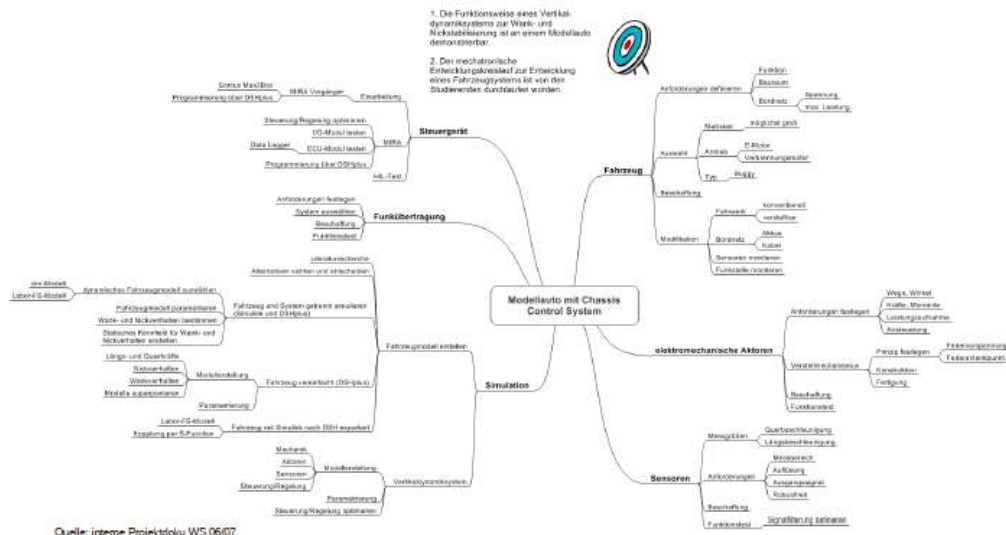 1. Die Funktionsweise eines Vertikal-
dynamiksystems zur Wank- und
Nickstabilisierung ist an einem Modellauto
demonstrierbar.
2. Der mechatronische
Entwicklungskreislauf zur Entwicklung
eines Fahrzeugsystems ist von den
Studierenden durchlaufen worden.
Modellauto mit Chassis
Control System
Steuergerät
Einarbeitung
MIRA Vorgänger
Programmierung über DSHplus
MIRA
Steuerung/Regelung optimieren
I/O-Modul testen
ECU-Modul testen
Data Logger
Programmierung über DSHplus
HIL-Test
Funkübertragung
Anforderungen festlegen
System auswählen
Beschaffung
Funktionstest
Simulation
Fahrzeugmodell erstellen
Literaturrecherche
Alternativen sichten und entscheiden
Fahrzeug und System getrennt simulieren
(Simulink und DSHplus)
dynamisches Fahrzeugmodell auswählen
Labor-FS-Modell
Fahrzeugmodell parametrieren
Wank- und Nickverhalten bestimmen
Statisches Kennfeld für Wank- und
Nickverhalten erstellen
Fahrzeug vereinfacht (DSHplus)
Modellerstellung
Längs- und Querkräfte
Nickverhalten
Wankverhalten
Modelle superponieren
Parametrierung
Fahrzeug mit Simulink nach DSH exportiert
Labor-FS-Modell
Kopplung per S-Function
Vertikaldynamiksystem
Modellerstellung
Mechanik
Aktoren
Sensoren
Steuerung/Regelung
Parametrierung
Steuerung/Regelung optimieren
Fahrzeug
Anforderungen definieren
Funktion
Bauraum
Bordnetz
Spannung
max. Leistung
Auswahl
Maßstab
möglichst groß
Antrieb
E-Motor
Verbrennungsmotor
Typ
Buggy
Beschaffung
Modifikation
Fahrwerk
konventionell
verstellbar
Bordnetz
Akkus
Kabel
Sensoren montieren
Funkstelle montieren
elektromechanische Aktoren
Anforderungen festlegen
Wege, Winkel
Kräfte, Momente
Leistungsaufnahme
Ansteuerung
Verstellmechanismus
Prinzip festlegen
Federvorspannung
Federanlenkpunkt
Konstruktion
Fertigung
Beschaffung
Funktionstest
Sensoren
Messgrößen
Querbeschleunigung
Längsbeschleunigung
Anforderungen
Messbereich
Auflösung
Ausgangssignal
Robustheit
Beschaffung
Funktionstest
Signalfilterung definieren
Quelle: interne Projektdoku WS 06/07